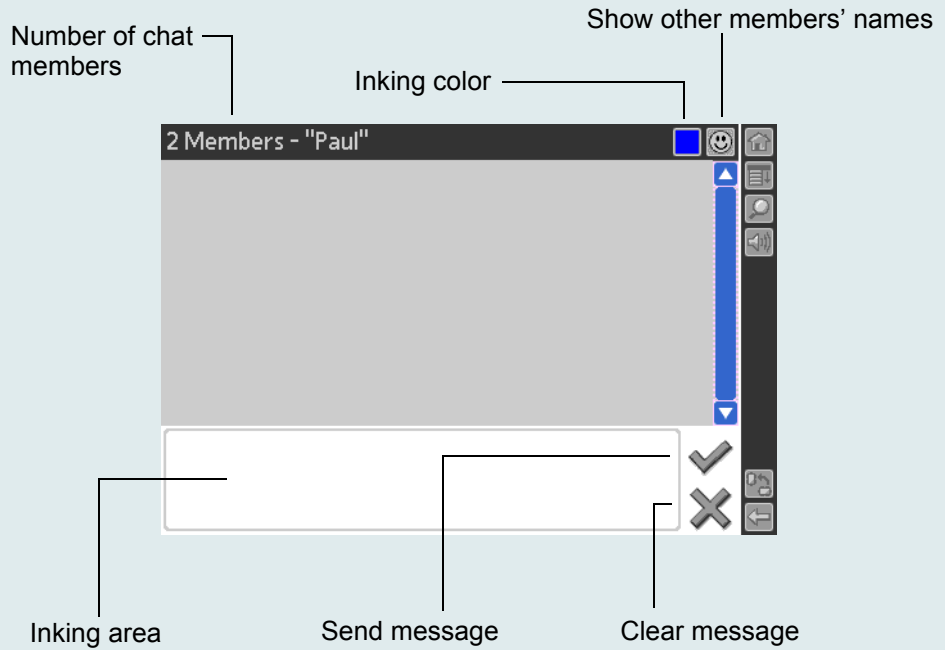 Show other members’ names
Number of chat
members
Inking color
2 Members - "Paul"
Inking area
Send message
Clear message